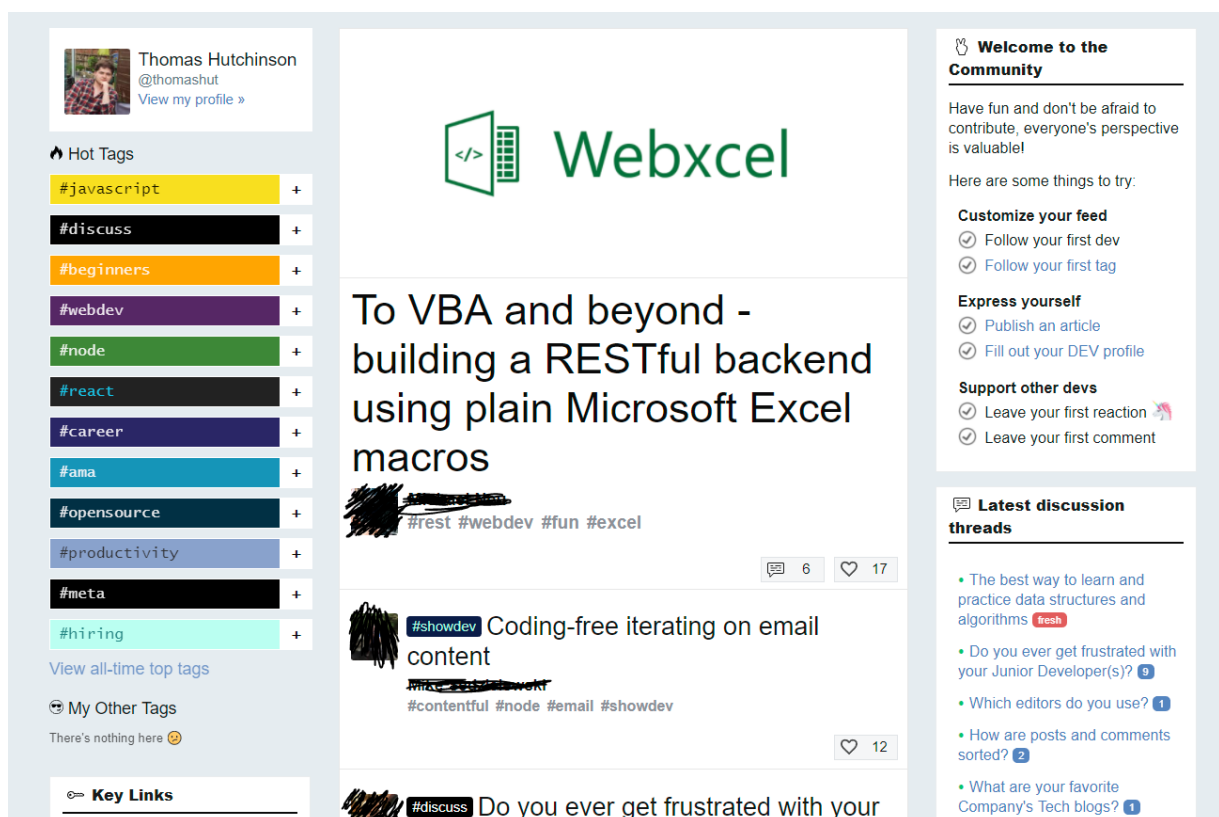 Thomas Hutchinson
@thomashut
View my profile »
Hot Tags
#javascript +
#discuss +
#beginners +
#webdev +
#node +
#react +
#career +
#ama +
#opensource +
#productivity +
#meta +
#hiring +
View all-time top tags
My Other Tags
There's nothing here
Key Links
</>
Webxcel
To VBA and beyond -
building a RESTful backend
using plain Microsoft Excel
macros
#rest #webdev #fun #excel
6 17
#showdev Coding-free iterating on email
content
#contentful #node #email #showdev
12
#discuss Do you ever get frustrated with your
Welcome to the
Community
Have fun and don't be afraid to
contribute, everyone's perspective
is valuable!
Here are some things to try:
Customize your feed
Follow your first dev
Follow your first tag
Express yourself
Publish an article
Fill out your DEV profile
Support other devs
Leave your first reaction
Leave your first comment
Latest discussion
threads
• The best way to learn and
practice data structures and
algorithms fresh
• Do you ever get frustrated with
your Junior Developer(s)? 9
• Which editors do you use? 1
• How are posts and comments
sorted? 2
• What are your favorite
Company's Tech blogs? 1